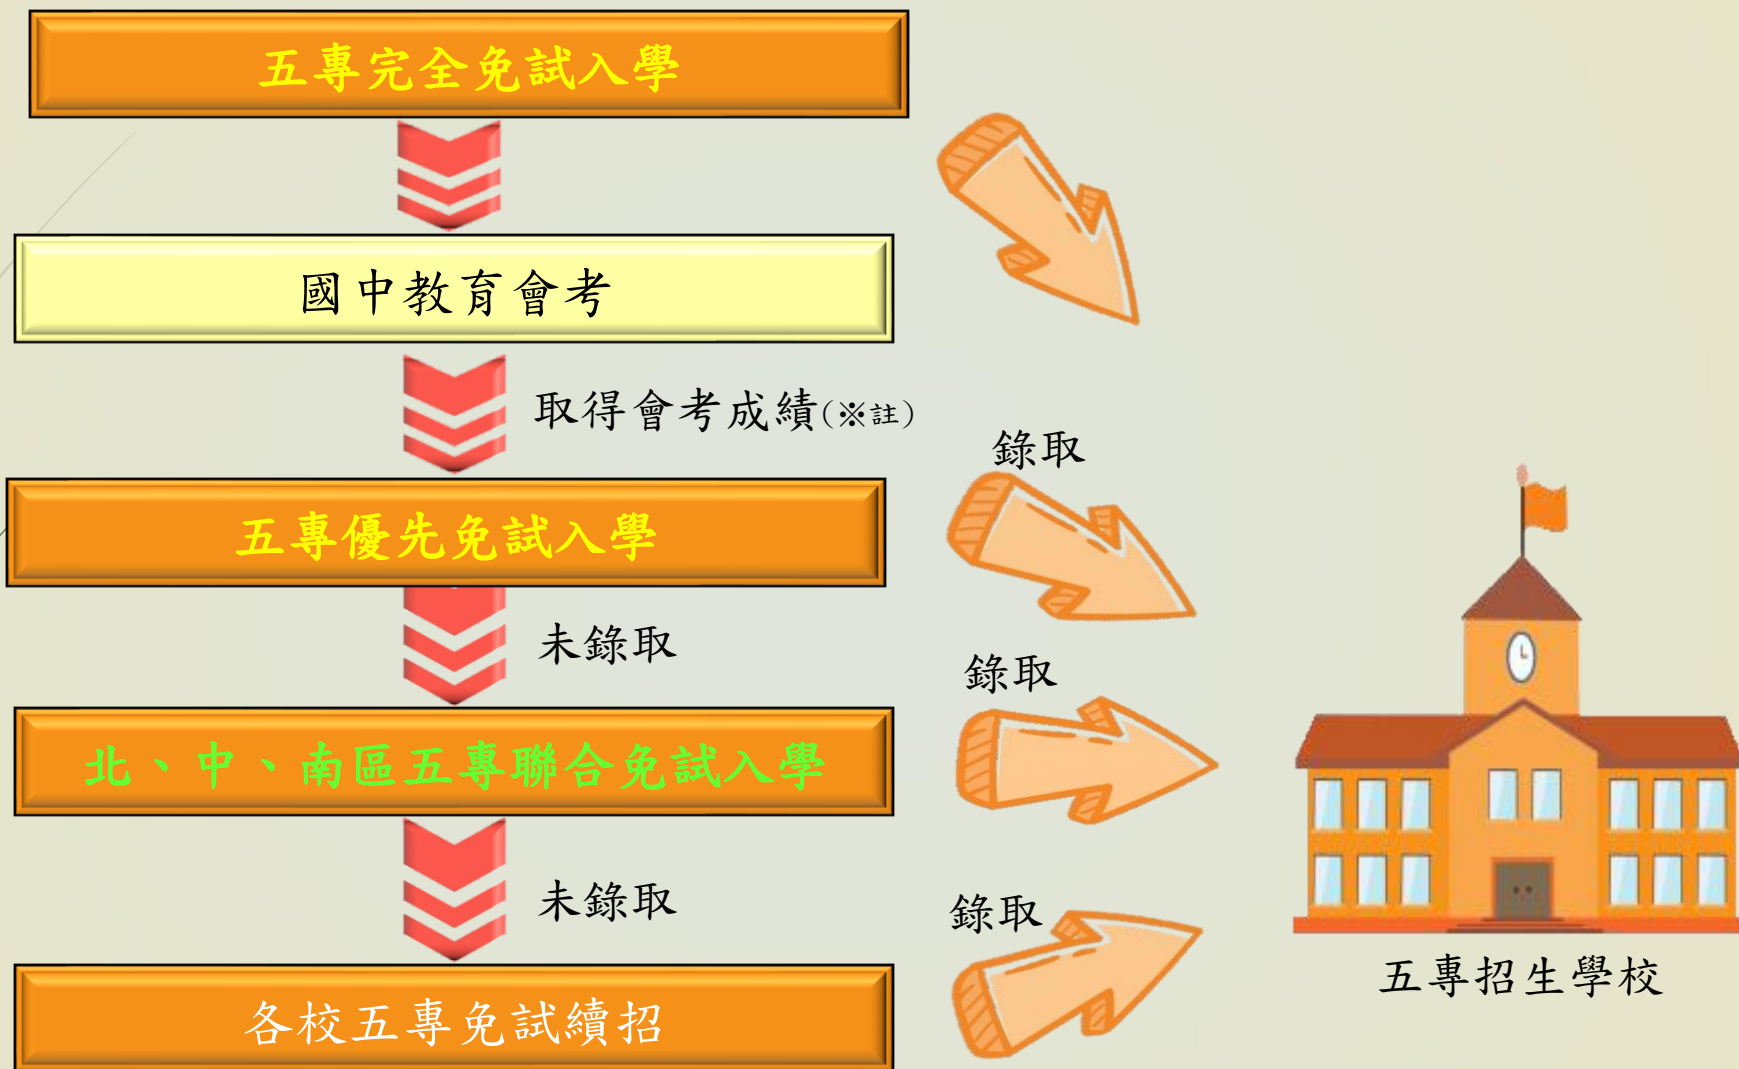 五專完全免試入學
國中教育會考
取得會考成績(※註)
錄取
五專優先免試入學
未錄取
錄取
北、中、南區五專聯合免試入學
未錄取
錄取
五專招生學校
各校五專免試續招